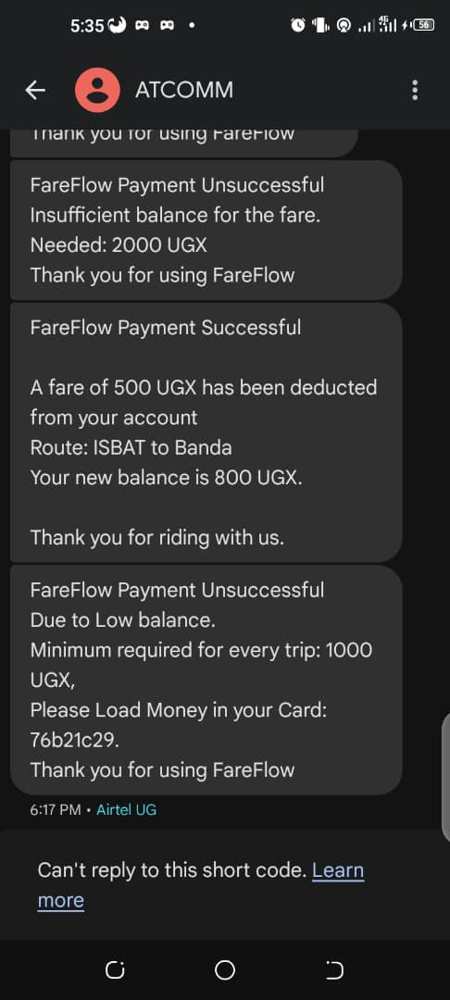 5:35
4G
56
ATCOMM
Thank you for using FareFlow
FareFlow Payment Unsuccessful
Insufficient balance for the fare.
Needed: 2000 UGX
Thank you for using FareFlow
FareFlow Payment Successful
A fare of 500 UGX has been deducted
from your account
Route: ISBAT to Banda
Your new balance is 800 UGX.
Thank you for riding with us.
FareFlow Payment Unsuccessful
Due to Low balance.
Minimum required for every trip: 1000
UGX,
Please Load Money in your Card:
76b21c29.
Thank you for using FareFlow
6:17 PM • Airtel UG
Can't reply to this short code. Learn
more